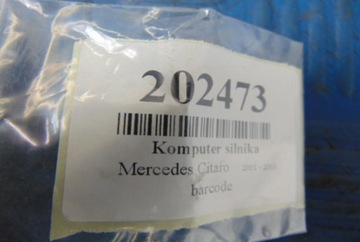 202473
Komputer silnika
Mercedes Citaro
barcode